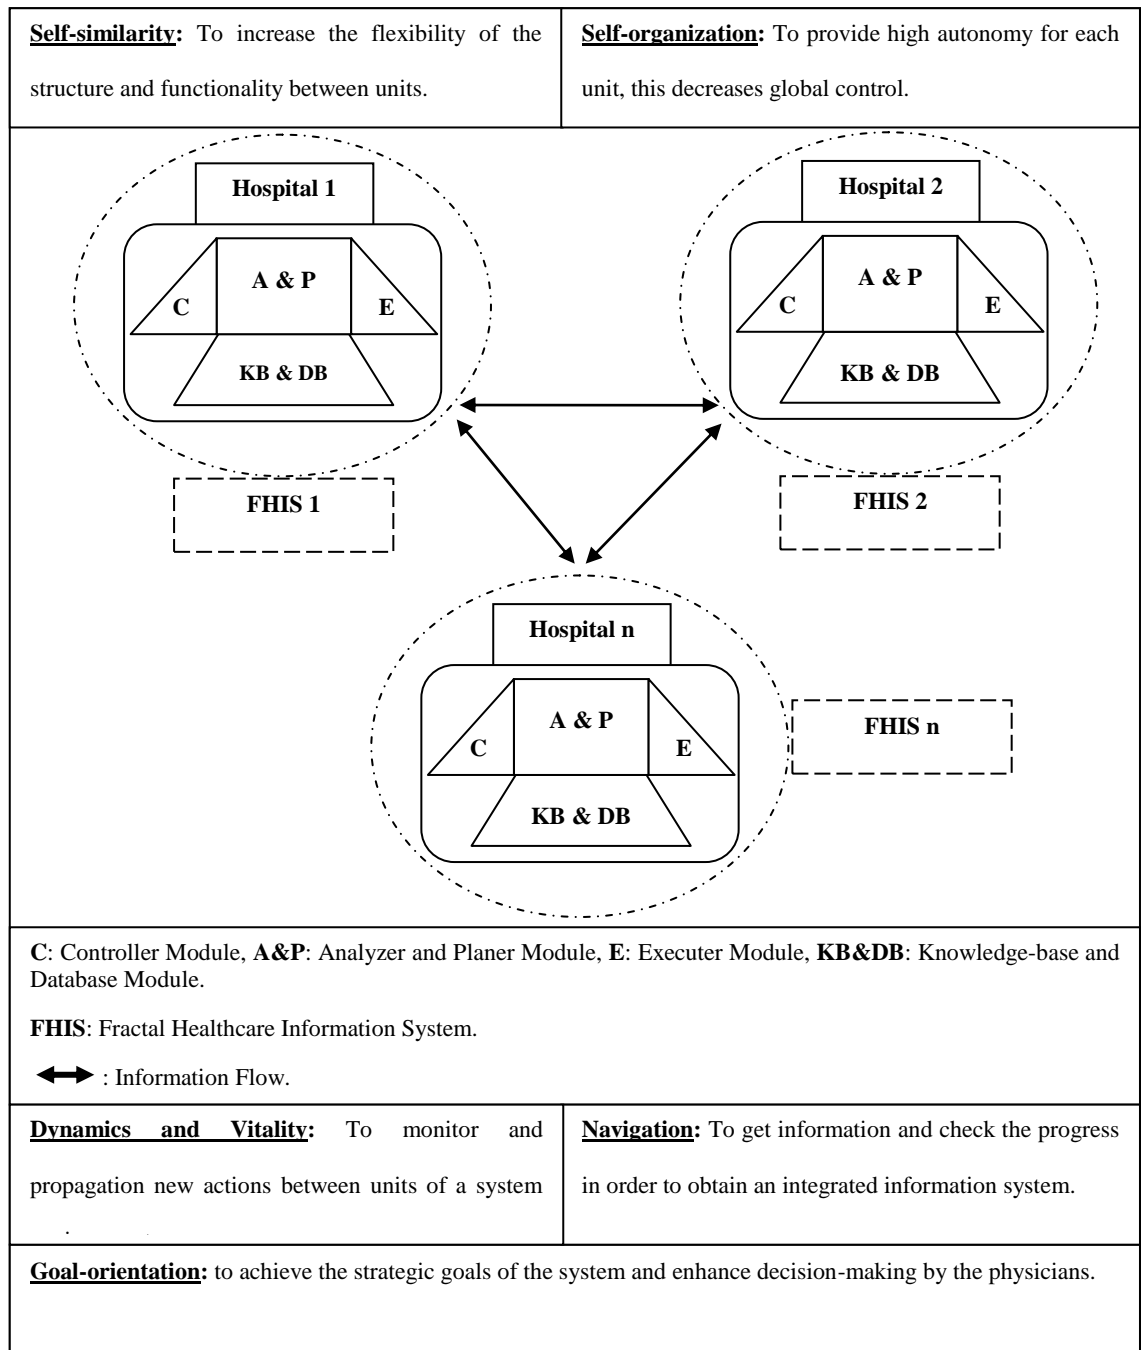 Self-similarity: To increase the flexibility of the
structure and functionality between units.
Self-organization: To provide high autonomy for each
unit, this decreases global control.
Hospital 1
A & P
C
E
KB & DB
FHIS 1
Hospital 2
A & P
C
E
KB & DB
FHIS 2
Hospital n
A & P
C
E
KB & DB
FHIS n
C: Controller Module, A&P: Analyzer and Planer Module, E: Executer Module, KB&DB: Knowledge-base and
Database Module.
FHIS: Fractal Healthcare Information System.
: Information Flow.
Dynamics and Vitality: To monitor and
propagation new actions between units of a system
Navigation: To get information and check the progress
in order to obtain an integrated information system.
Goal-orientation: to achieve the strategic goals of the system and enhance decision-making by the physicians.